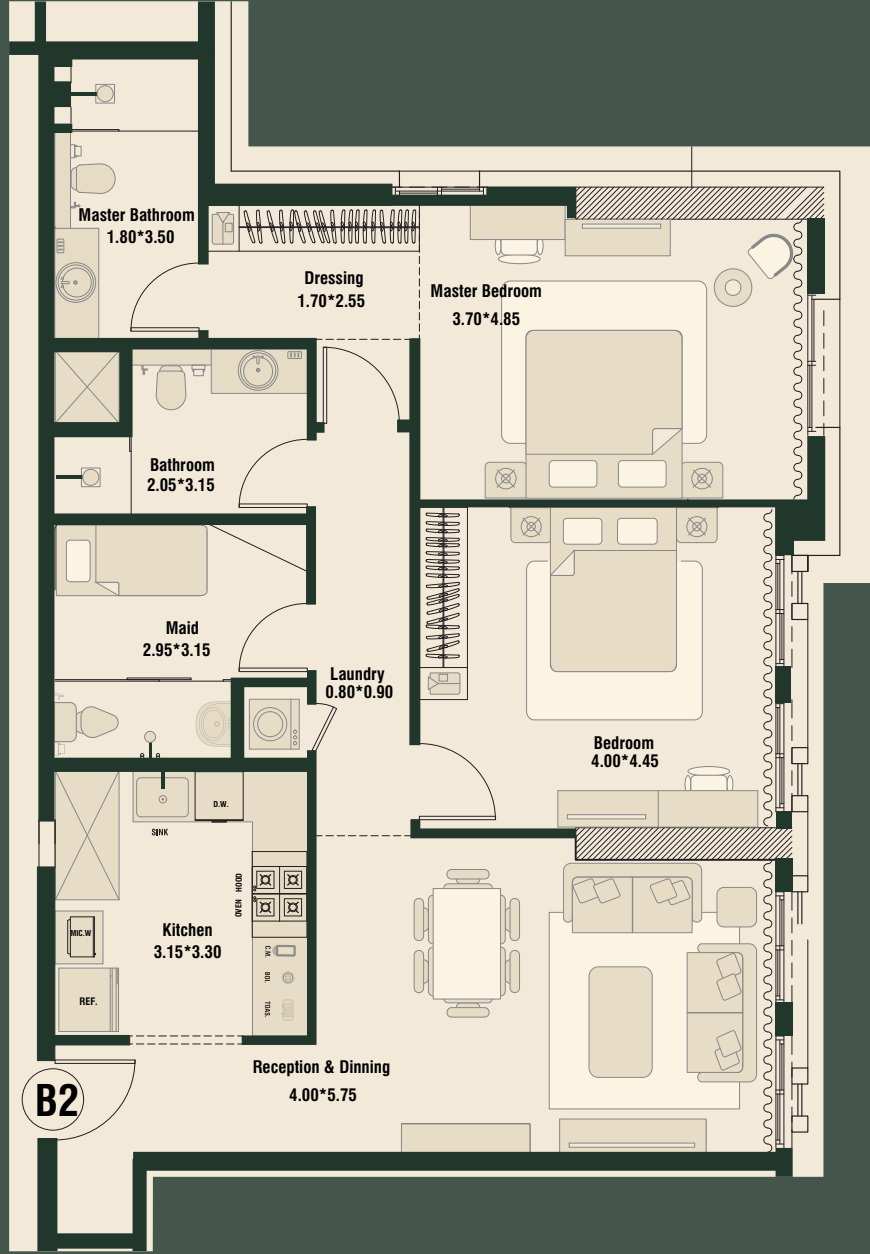 Master Bathroom
1.80*3.50
Dressing
1.70*2.55
Master Bedroom
3.70*4.85
Bathroom
2.05*3.15
Maid
2.95*3.15
Laundry
0.80*0.90
Bedroom
4.00*4.45
D.W.
SINK
OVEN HOOD
MIC.W
Kitchen
3.15*3.30
C.M.
BOI.
TOAS.
REF.
Reception & Dinning
4.00*5.75
B2